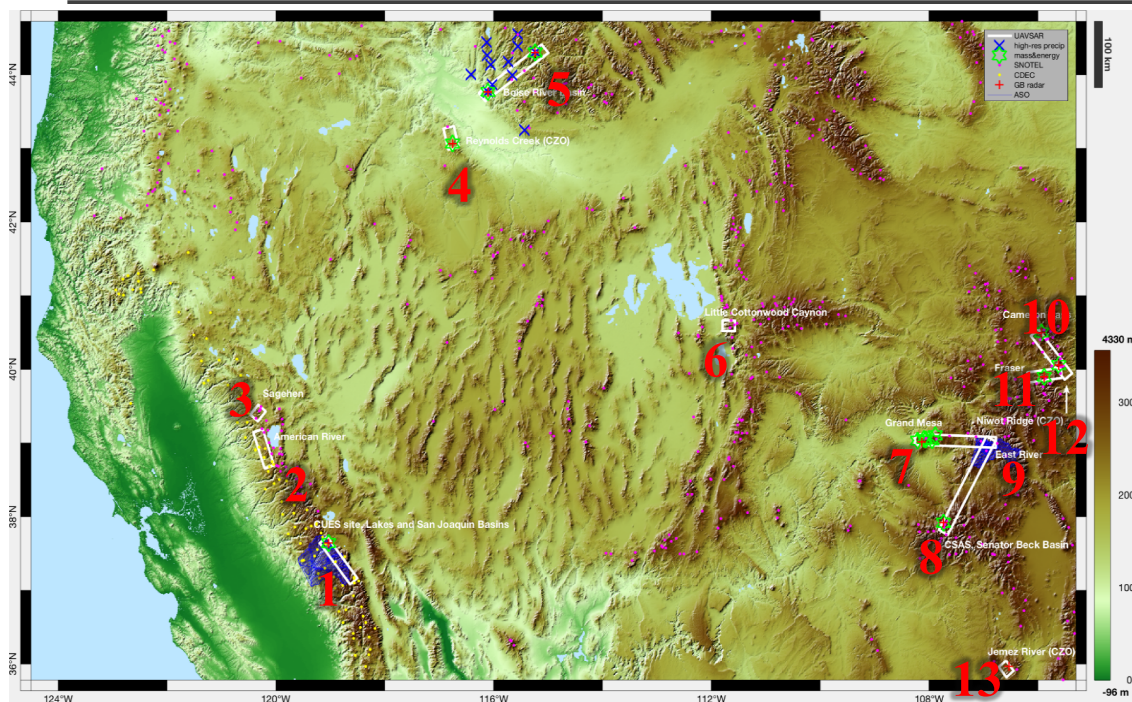 44°N
42°N
40°N
38°N
36°N
124°W
120°W
116°W
112°W
108°W
UAVSAR
high-res precip
mass&energy
SNOTEL
CDEC
GB radar
ASO
100 km
4330 m
300
200
100
0
-96 m
Boise River Basin
5
Reynolds Creek (CZO)
4
Little Cottonwood Caynon
6
10
Cameron
Fraser
11
Niwot Ridge (CZO)
12
Sagehen
3
American River
2
Grand Mesa
7
East River
9
CUES site, Lakes and San Joaquin Basins
1
CSAS, Senator Beck Basin
8
Jemez River (CZO)
13